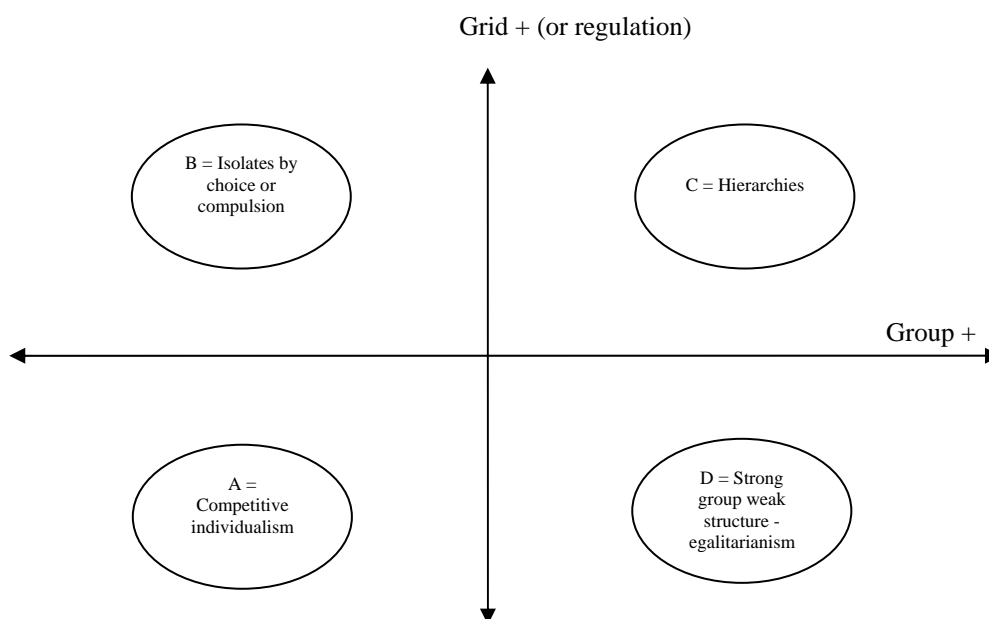 Grid + (or regulation)
B = Isolates by
choice or
compulsion
C = Hierarchies
Group +
A =
Competitive
individualism
D = Strong
group weak
structure -
egalitarianism